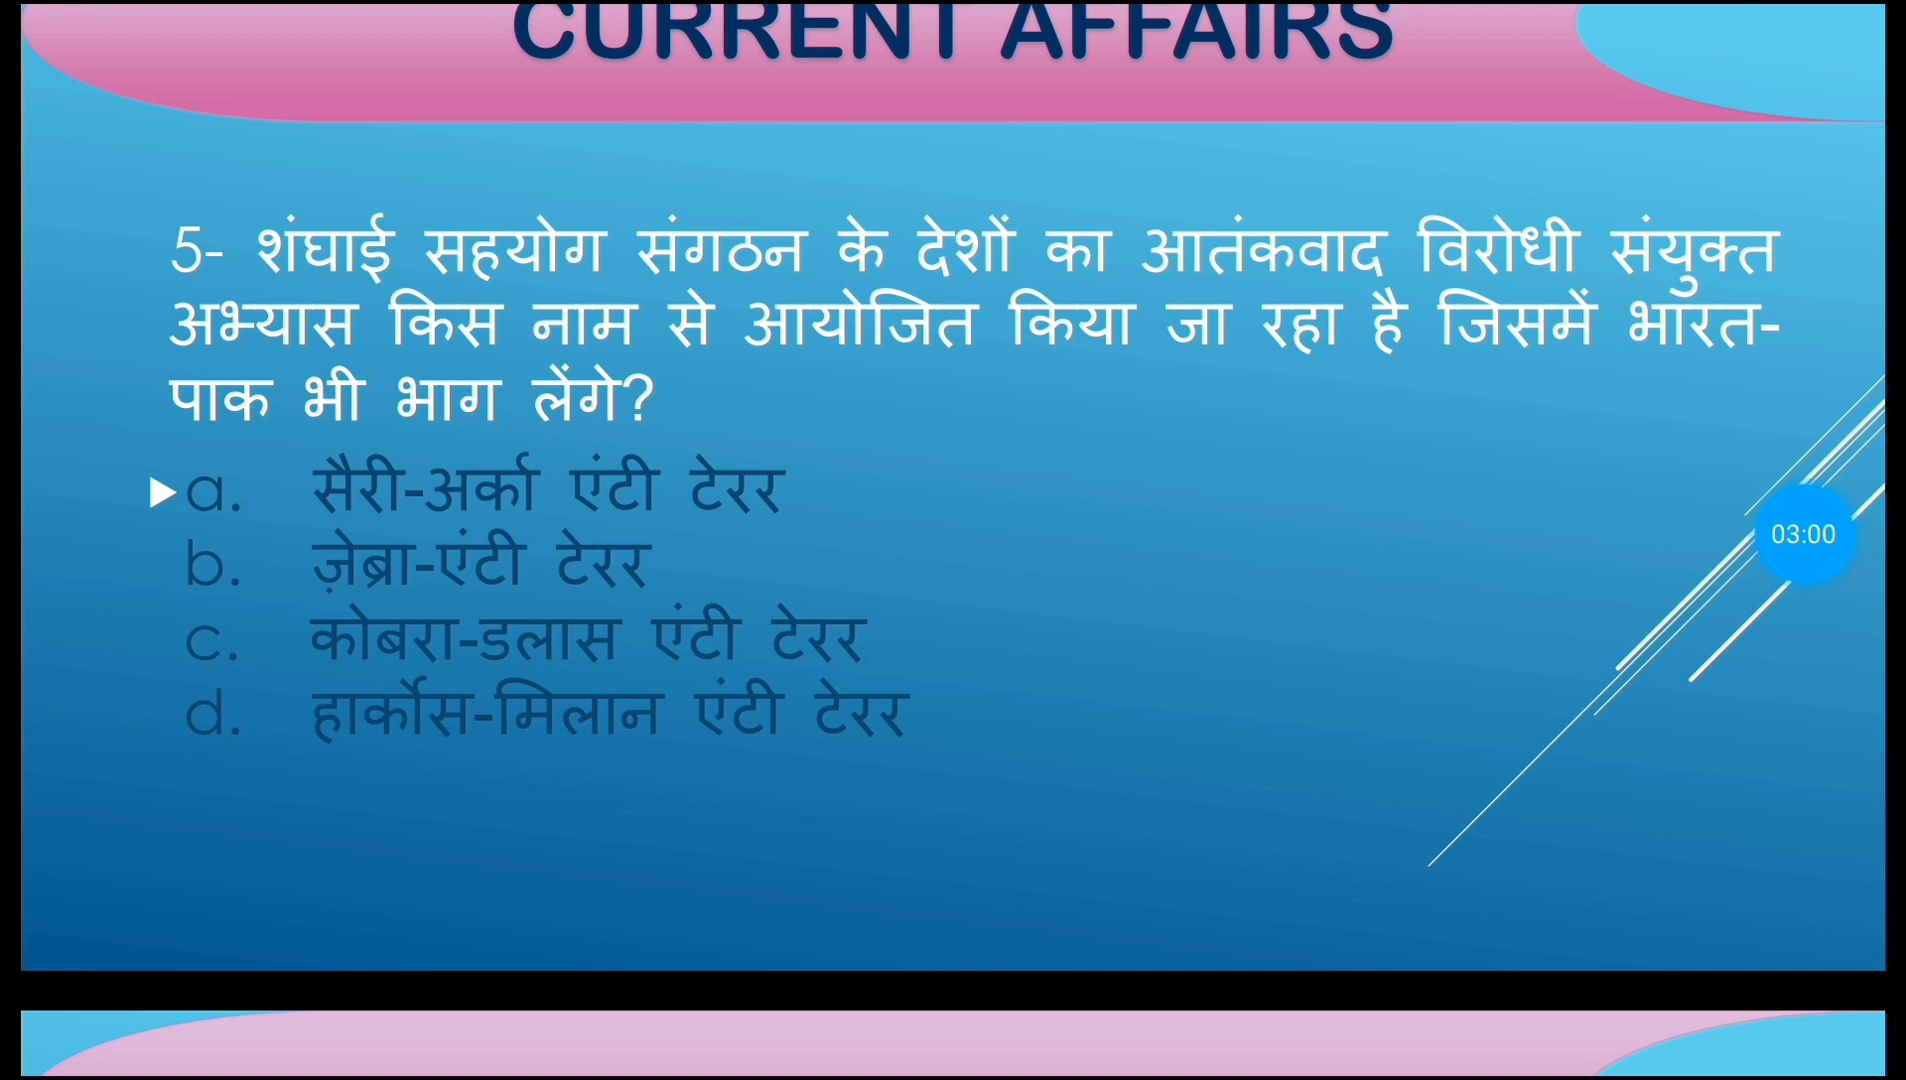 CURRENT AFFAIRS
5- शंघाई सहयोग संगठन के देशों का आतंकवाद विरोधी संयुक्त
अभ्यास किस नाम से आयोजित किया जा रहा है जिसमें भारत-
पाक भी भाग लेंगे?
a. सैरी-अर्का एंटी टेरर
b. ज़ेब्रा-एंटी टेरर
03:00
c. कोबरा-डलास एंटी टेरर
d. हार्कोस-मिलान एंटी टेरर